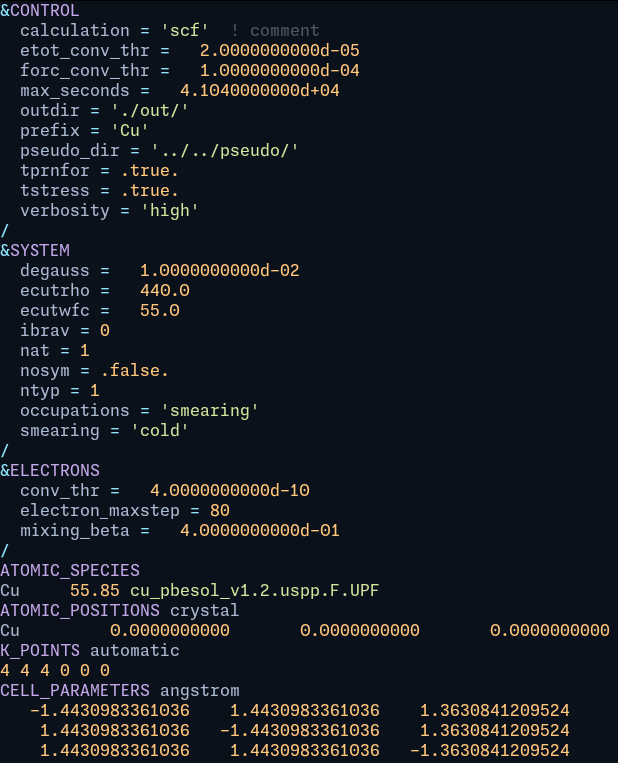 &CONTROL
  calculation = 'scf'  ! comment
  etot_conv_thr =   2.0000000000d-05
  forc_conv_thr =   1.0000000000d-04
  max_seconds =   4.1040000000d+04
  outdir = './out/'
  prefix = 'Cu'
  pseudo_dir = '../../pseudo/'
  tprnfor = .true.
  tstress = .true.
  verbosity = 'high'
/
&SYSTEM
  degauss =   1.0000000000d-02
  ecutrho =   440.0
  ecutwfc =   55.0
  ibrav = 0
  nat = 1
  nosym = .false.
  ntyp = 1
  occupations = 'smearing'
  smearing = 'cold'
/
&ELECTRONS
  conv_thr =   4.0000000000d-10
  electron_maxstep = 80
  mixing_beta =   4.0000000000d-01
/
ATOMIC_SPECIES
Cu     55.85 cu_pbesol_v1.2.uspp.F.UPF
ATOMIC_POSITIONS crystal
Cu         0.0000000000       0.0000000000       0.0000000000
K_POINTS automatic
4 4 4 0 0 0
CELL_PARAMETERS angstrom
   -1.4430983361036    1.4430983361036    1.3630841209524
    1.4430983361036   -1.4430983361036    1.3630841209524
    1.4430983361036    1.4430983361036   -1.3630841209524